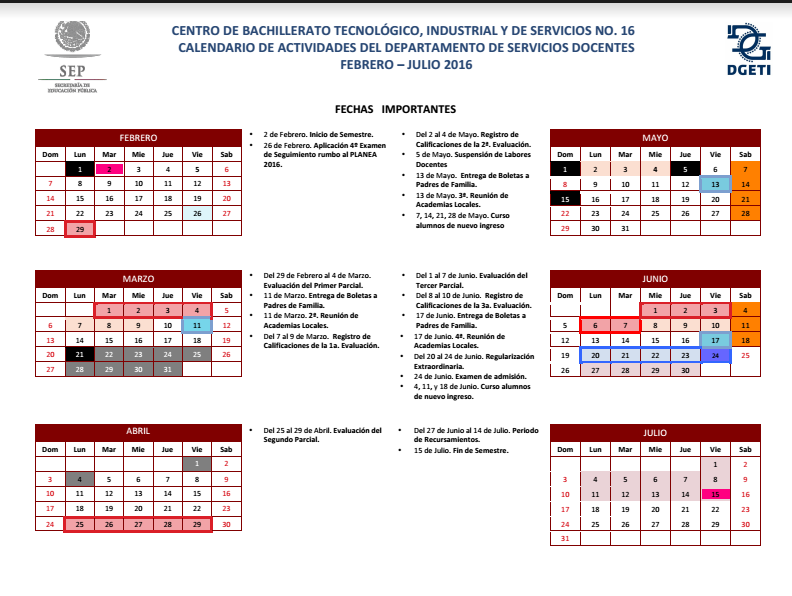 CENTRO DE BACHILLERATO TECNOLÓGICO, INDUSTRIAL Y DE SERVICIOS NO. 16
CALENDARIO DE ACTIVIDADES DEL DEPARTAMENTO DE SERVICIOS DOCENTES
FEBRERO – JULIO 2016
SEP
SECRETARÍA DE
EDUCACIÓN PÚBLICA
DGETI
FECHAS IMPORTANTES
FEBRERO
Dom Lun Mar Mie Jue Vie Sab
1 2 3 4 5 6
7 8 9 10 11 12 13
14 15 16 17 18 19 20
21 22 23 24 25 26 27
28 29
• 2 de Febrero. Inicio de Semestre.
• 26 de Febrero. Aplicación 4º Examen
de Seguimiento rumbo al PLANEA
2016.
• Del 2 al 4 de Mayo. Registro de
Calificaciones de la 2ª. Evaluación.
• 5 de Mayo. Suspensión de Labores
Docentes
• 13 de Mayo. Entrega de Boletas a
Padres de Familia.
• 13 de Mayo. 3ª. Reunión de
Academias Locales.
• 7, 14, 21, 28 de Mayo. Curso
alumnos de nuevo ingreso
MAYO
Dom Lun Mar Mie Jue Vie Sab
1 2 3 4 5 6 7
8 9 10 11 12 13 14
15 16 17 18 19 20 21
22 23 24 25 26 27 28
29 30 31
MARZO
Dom Lun Mar Mie Jue Vie Sab
1 2 3 4 5
6 7 8 9 10 11 12
13 14 15 16 17 18 19
20 21 22 23 24 25 26
27 28 29 30 31
• Del 29 de Febrero al 4 de Marzo.
Evaluación del Primer Parcial.
• 11 de Marzo. Entrega de Boletas a
Padres de Familia.
• 11 de Marzo. 2ª. Reunión de
Academias Locales.
• Del 7 al 9 de Marzo. Registro de
Calificaciones de la 1a. Evaluación.
• Del 1 al 7 de Junio. Evaluación del
Tercer Parcial.
• Del 8 al 10 de Junio. Registro de
Calificaciones de la 3a. Evaluación.
• 17 de Junio. Entrega de Boletas a
Padres de Familia.
• 17 de Junio. 4ª. Reunión de
Academias Locales.
• Del 20 al 24 de Junio. Regularización
Extraordinaria.
• 24 de Junio. Examen de admisión.
• 4, 11, y 18 de Junio. Curso alumnos
de nuevo ingreso.
JUNIO
Dom Lun Mar Mie Jue Vie Sab
1 2 3 4
5 6 7 8 9 10 11
12 13 14 15 16 17 18
19 20 21 22 23 24 25
26 27 28 29 30
ABRIL
Dom Lun Mar Mie Jue Vie Sab
1 2
3 4 5 6 7 8 9
10 11 12 13 14 15 16
17 18 19 20 21 22 23
24 25 26 27 28 29 30
• Del 25 al 29 de Abril. Evaluación del
Segundo Parcial.
• Del 27 de Junio al 14 de Julio. Periodo
de Recursamientos.
• 15 de Julio. Fin de Semestre.
JULIO
Dom Lun Mar Mie Jue Vie Sab
1 2
3 4 5 6 7 8 9
10 11 12 13 14 15 16
17 18 19 20 21 22 23
24 25 26 27 28 29 30
31